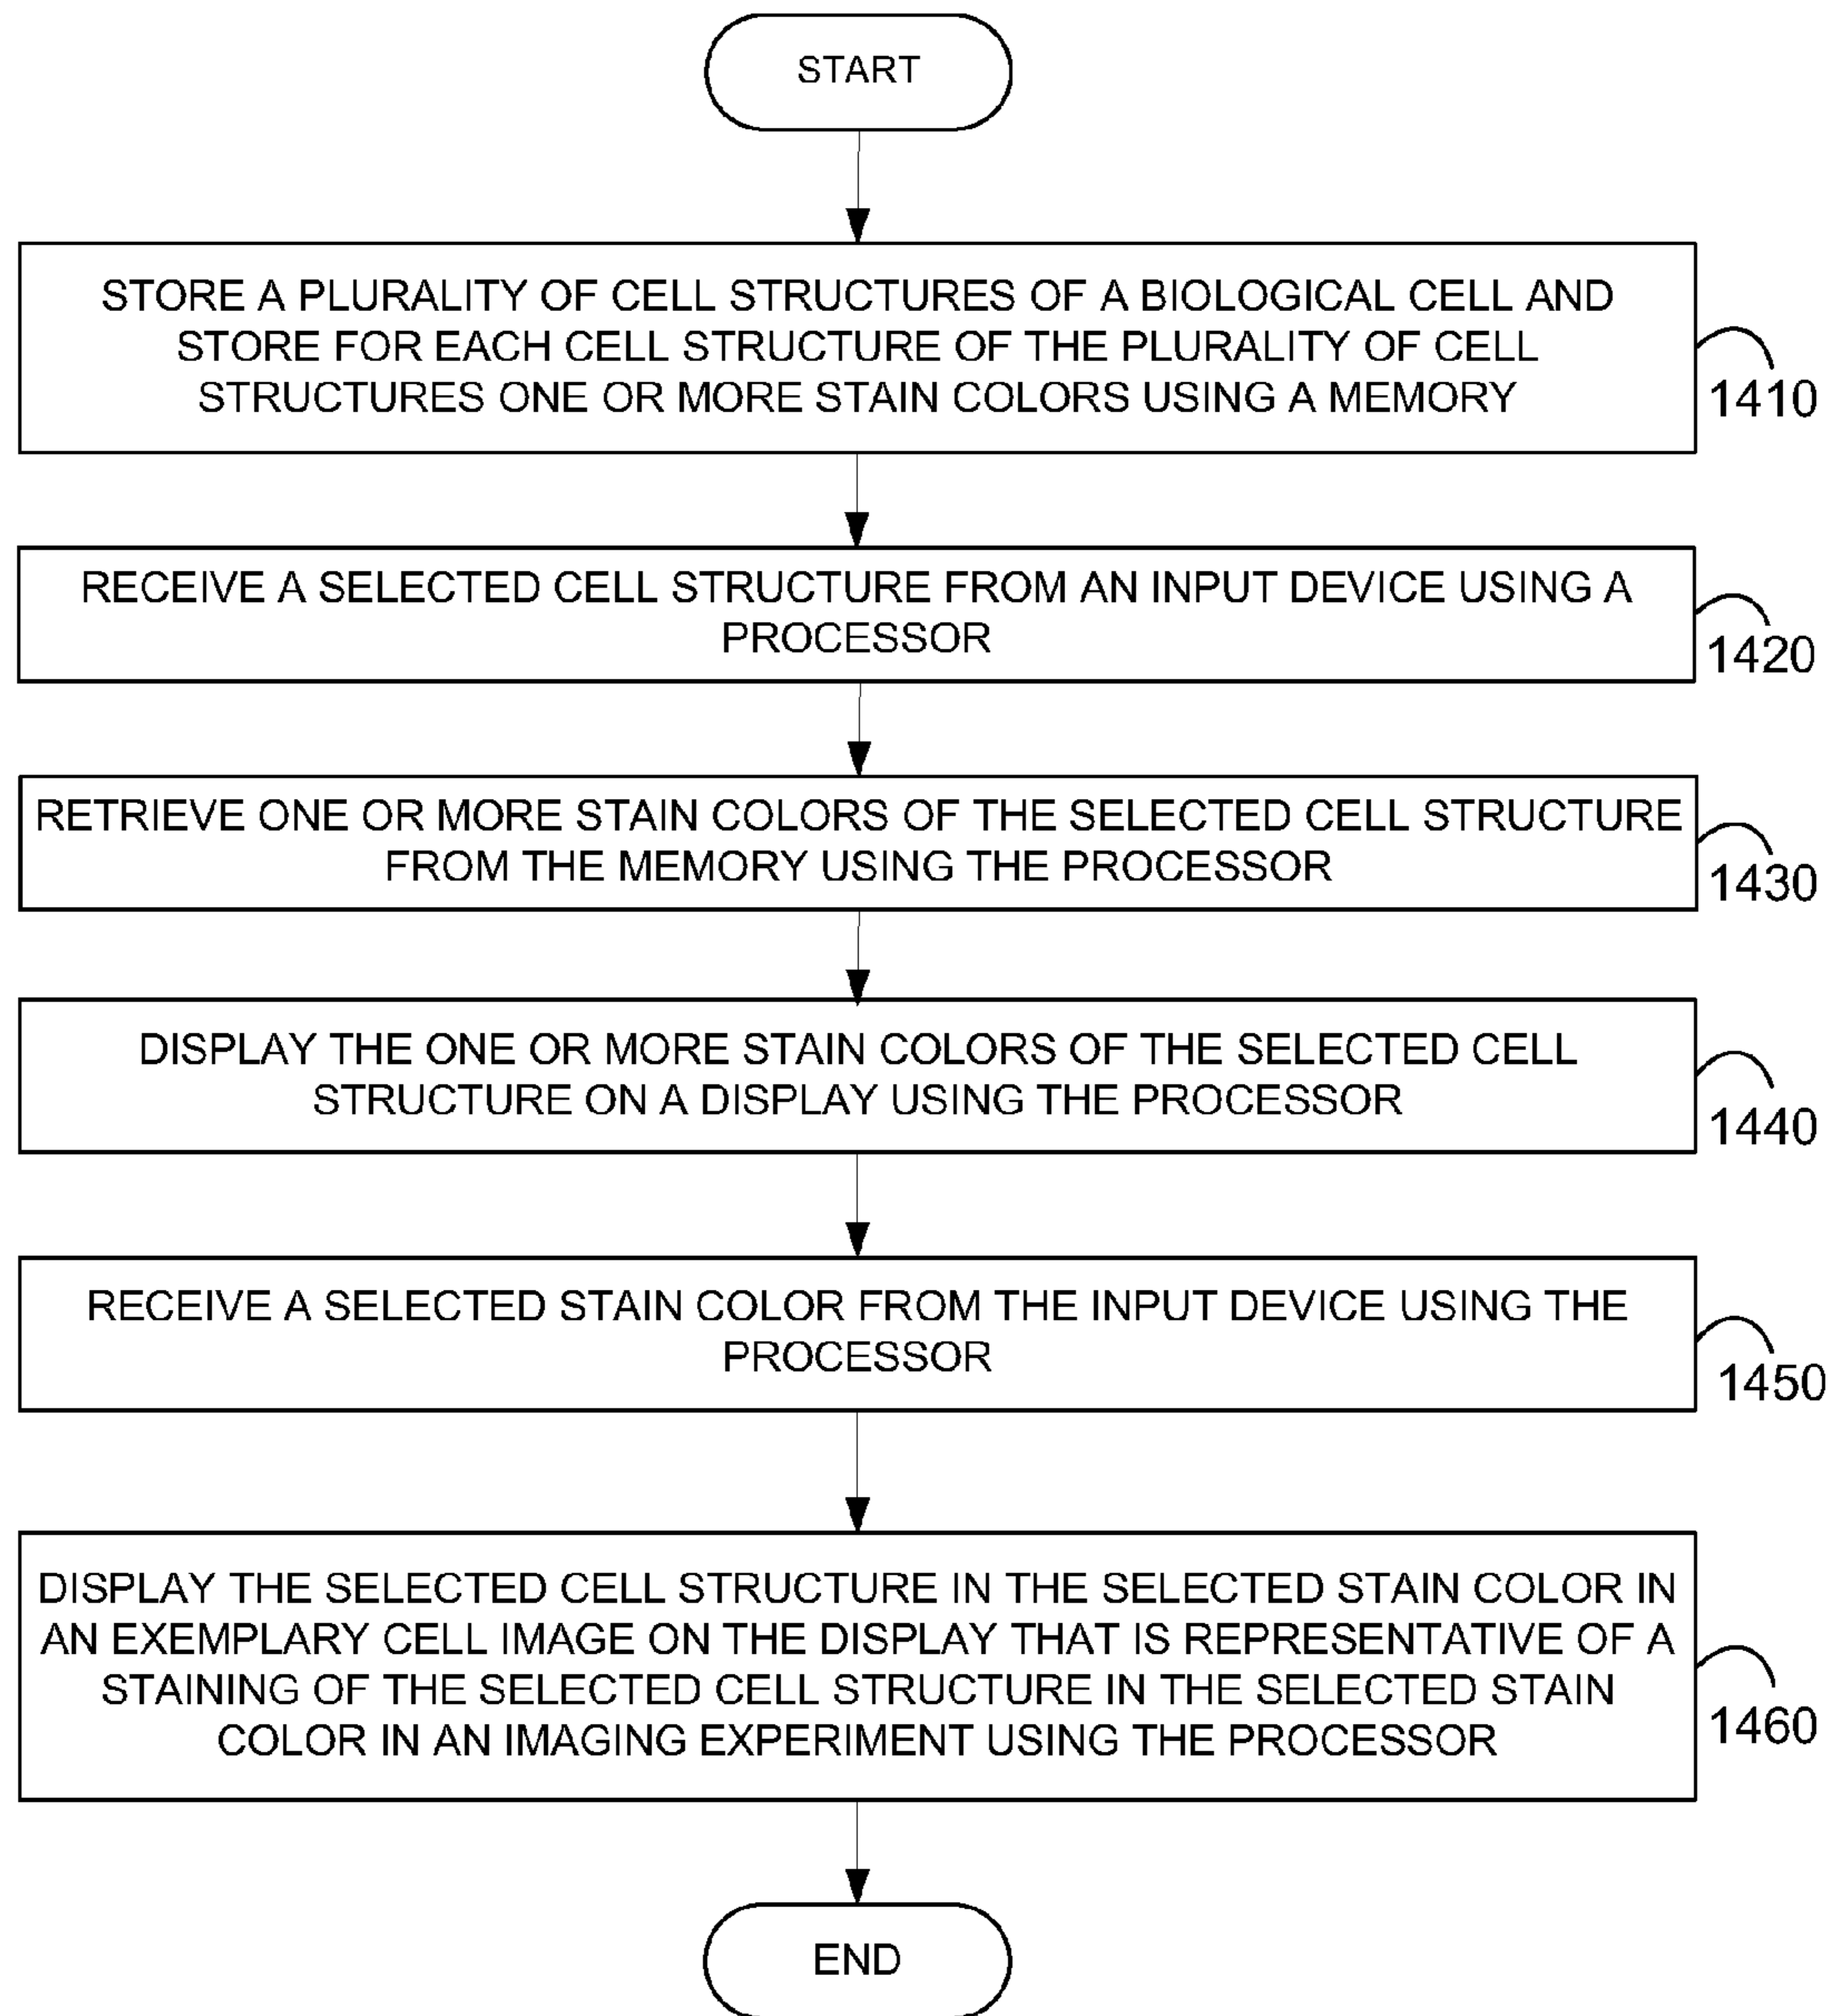 START
STORE A PLURALITY OF CELL STRUCTURES OF A BIOLOGICAL CELL AND
STORE FOR EACH CELL STRUCTURE OF THE PLURALITY OF CELL
STRUCTURES ONE OR MORE STAIN COLORS USING A MEMORY
1410
RECEIVE A SELECTED CELL STRUCTURE FROM AN INPUT DEVICE USING A
PROCESSOR
1420
RETRIEVE ONE OR MORE STAIN COLORS OF THE SELECTED CELL STRUCTURE
FROM THE MEMORY USING THE PROCESSOR
1430
DISPLAY THE ONE OR MORE STAIN COLORS OF THE SELECTED CELL
STRUCTURE ON A DISPLAY USING THE PROCESSOR
1440
RECEIVE A SELECTED STAIN COLOR FROM THE INPUT DEVICE USING THE
PROCESSOR
1450
DISPLAY THE SELECTED CELL STRUCTURE IN THE SELECTED STAIN COLOR IN
AN EXEMPLARY CELL IMAGE ON THE DISPLAY THAT IS REPRESENTATIVE OF A
STAINING OF THE SELECTED CELL STRUCTURE IN THE SELECTED STAIN
COLOR IN AN IMAGING EXPERIMENT USING THE PROCESSOR
1460
END